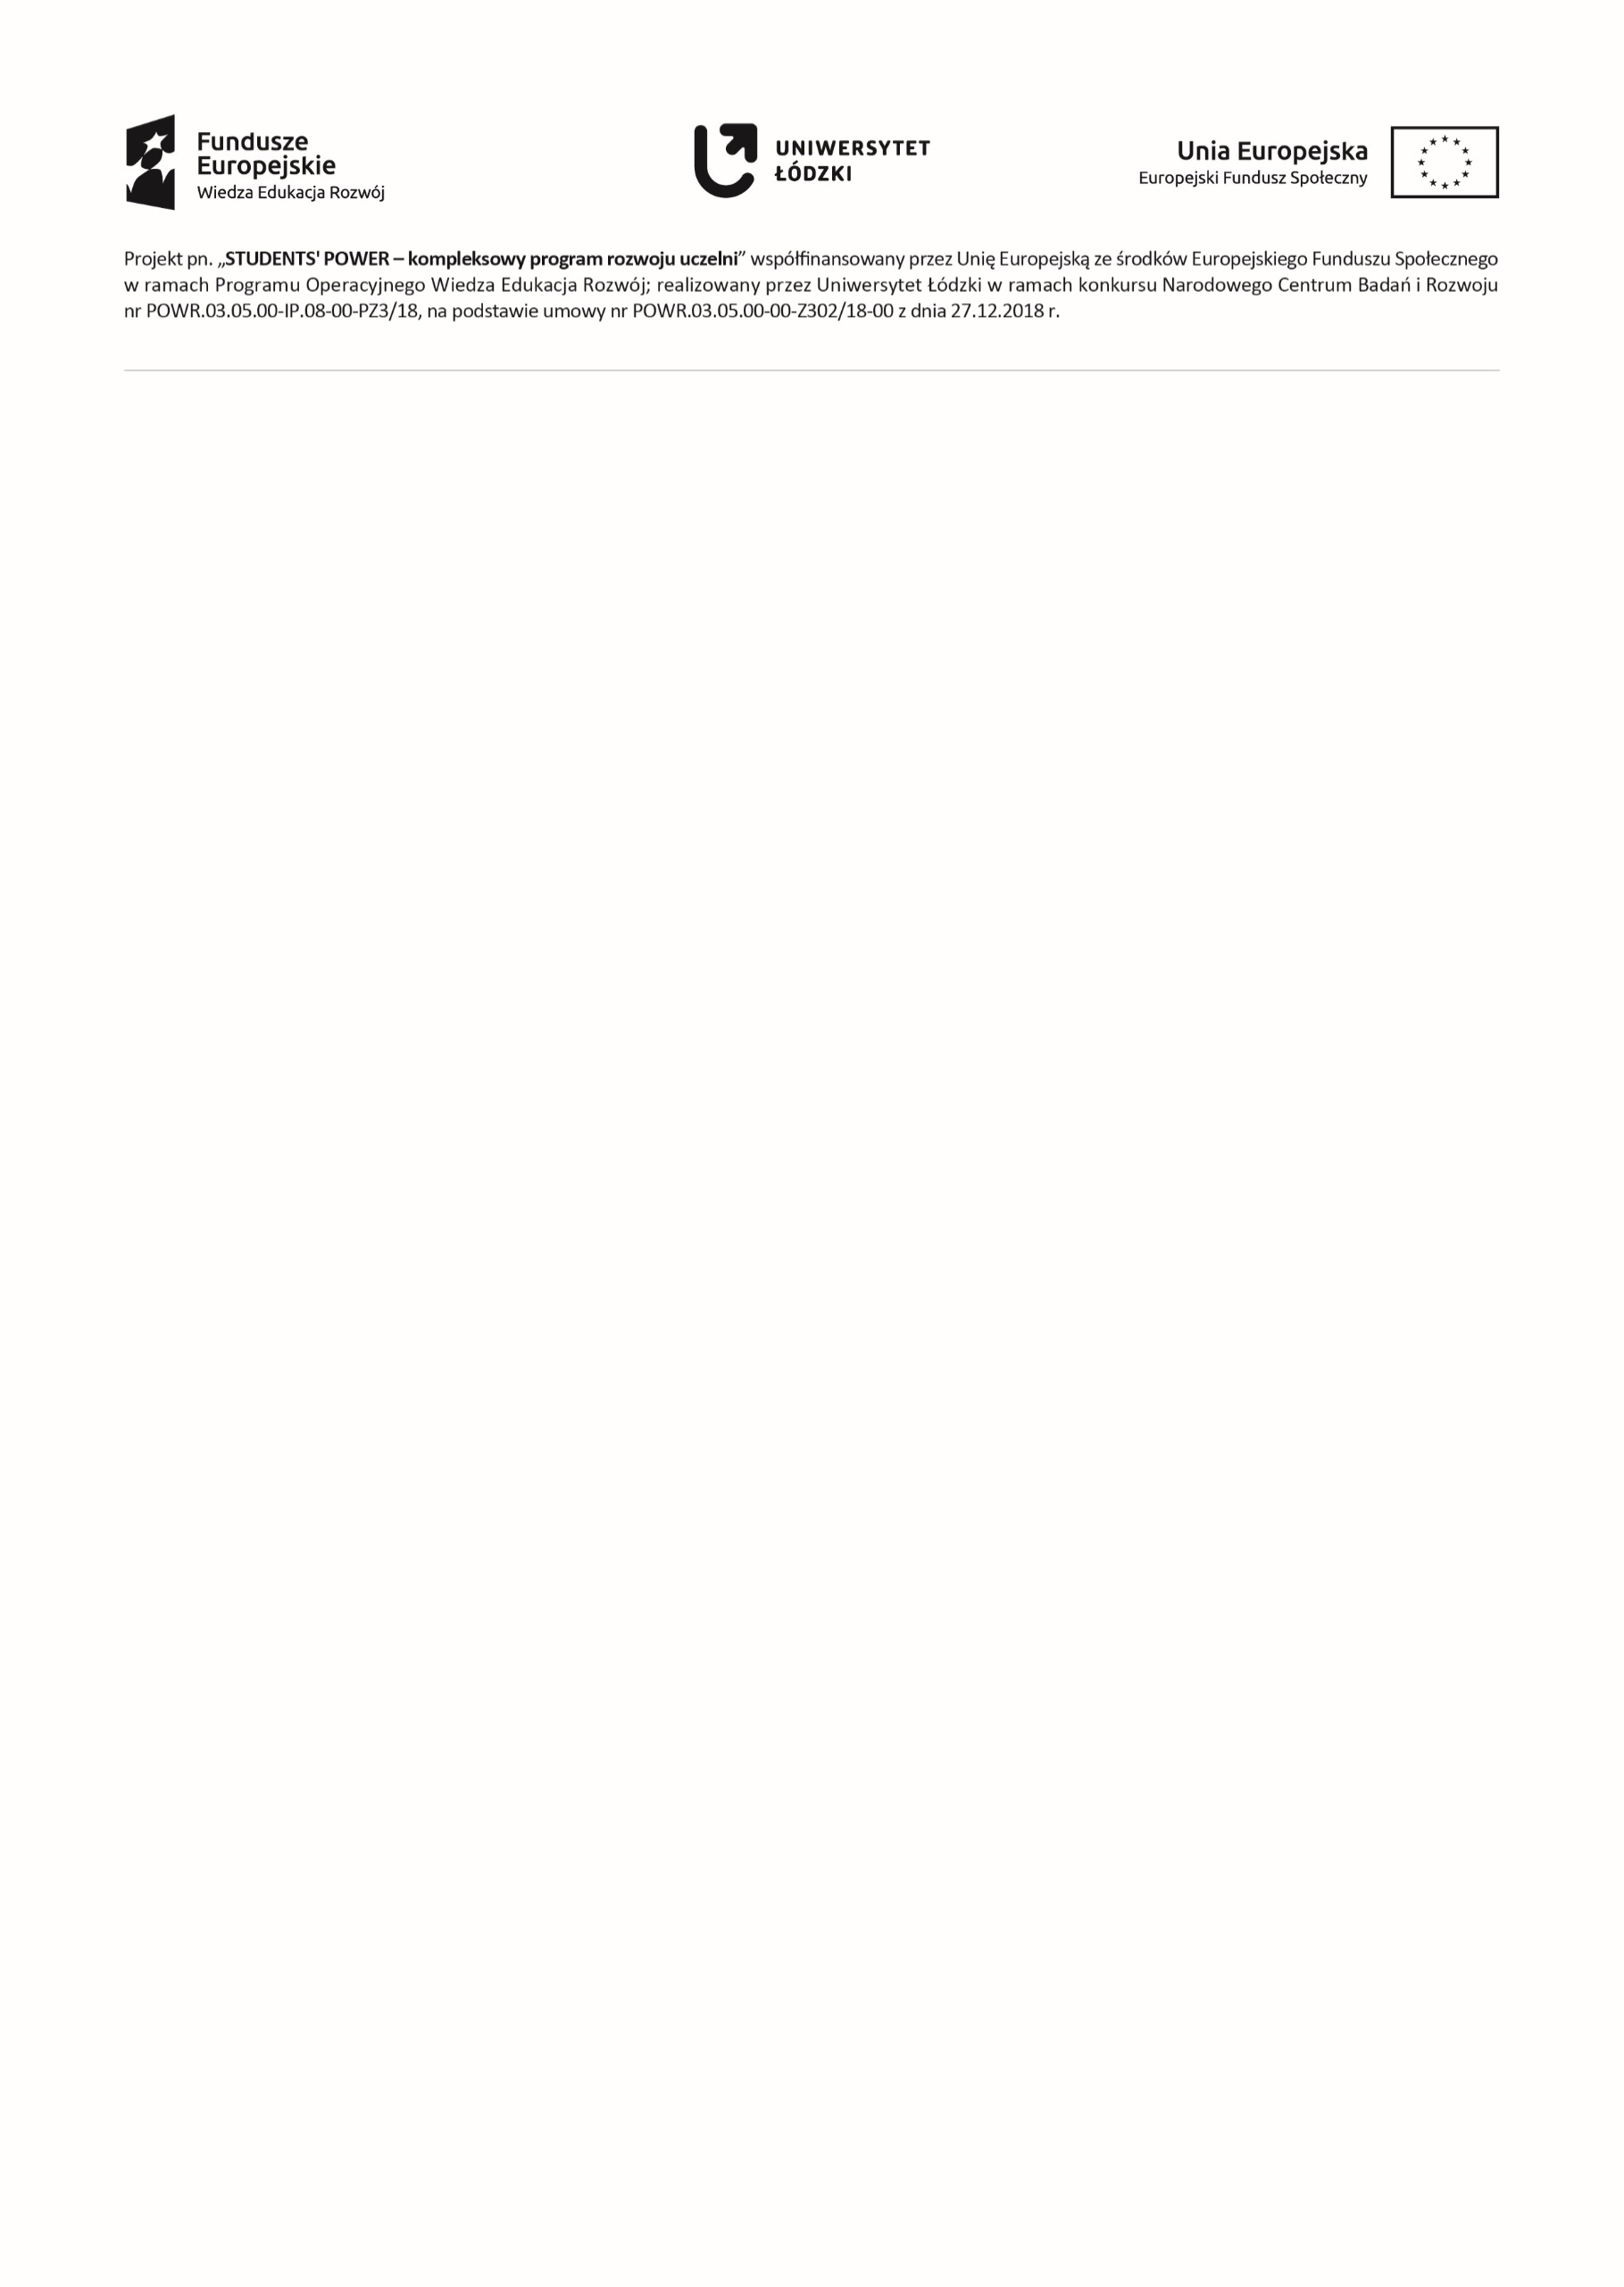 Fundusze
Europejskie
Wiedza Edukacja Rozwój
UNIWERSYTET
ŁÓDZKI
Unia Europejska
Europejski Fundusz Społeczny
Projekt pn. „STUDENTS' POWER – kompleksowy program rozwoju uczelni” współfinansowany przez Unię Europejską ze środków Europejskiego Funduszu Społecznego
w ramach Programu Operacyjnego Wiedza Edukacja Rozwój; realizowany przez Uniwersytet Łódzki w ramach konkursu Narodowego Centrum Badań i Rozwoju
nr POWR.03.05.00-IP.08-00-PZ3/18, na podstawie umowy nr POWR.03.05.00-00-Z302/18-00 z dnia 27.12.2018 r.